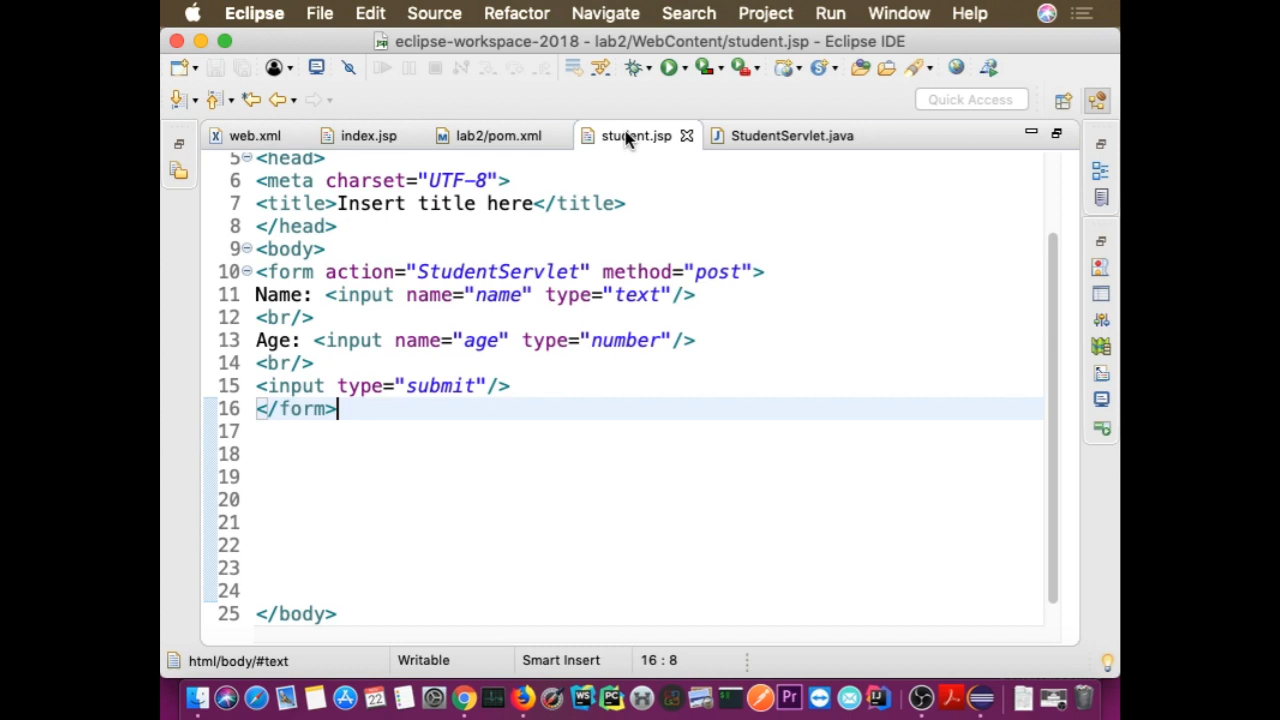 Eclipse File Edit Source Refactor Navigate Search Project Run Window Help
eclipse-workspace-2018 - lab2/WebContent/student.jsp - Eclipse IDE
Quick Access
web.xml index.jsp lab2/pom.xml student.jsp StudentServlet.java
5 <head>
6 <meta charset="UTF-8">
7 <title>Insert title here</title>
8 </head>
9 <body>
10 <form action="StudentServlet" method="post">
11 Name: <input name="name" type="text"/>
12 <br/>
13 Age: <input name="age" type="number"/>
14 <br/>
15 <input type="submit"/>
16 </form>
17
18
19
20
21
22
23
24
25 </body>
html/body/#text Writable Smart Insert 16 : 8
22 WS PC Pr